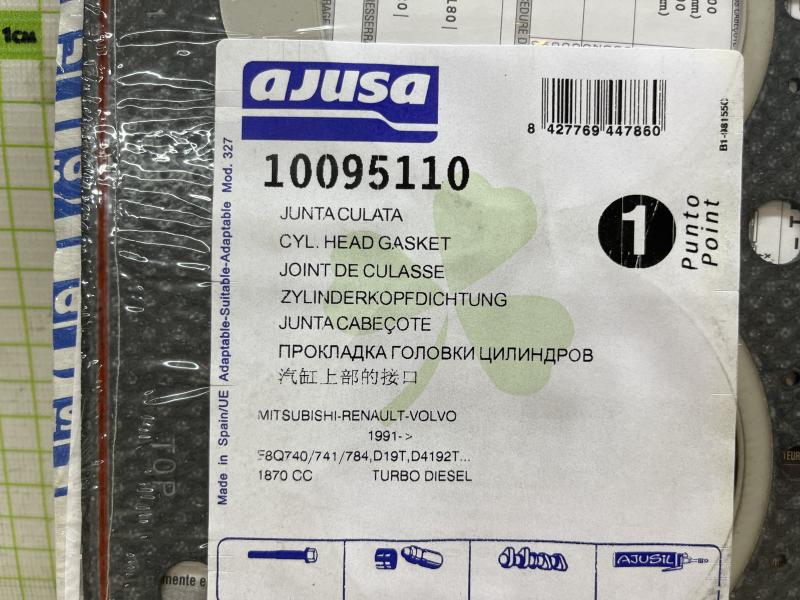 1CM
180
ajusa
8 427769 447860
10095110
JUNTA CULATA
CYL. HEAD GASKET
JOINT DE CULASSE
ZYLINDERKOPFDICHTUNG
JUNTA CABEÇOTE
ПРОКЛАДКА ГОЛОВКИ ЦИЛИНДРОВ
汽缸上部的接口
1
Punto
Point
MITSUBISHI-RENAULT-VOLVO
1991->
F8Q740/741/784,D19T,D4192T...
1870 CC TURBO DIESEL
Made in Spain/UE Adaptable-Suitable-Adaptable Mod. 327
TOP
AJUSIL
mente e